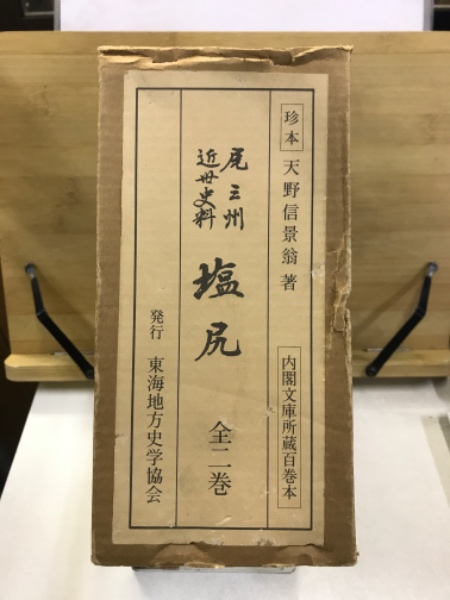 珍本 天野信景翁著
内閣文庫所蔵百巻本
尾三州
近世史料
塩尻
全二巻
発行 東海地方史学協会